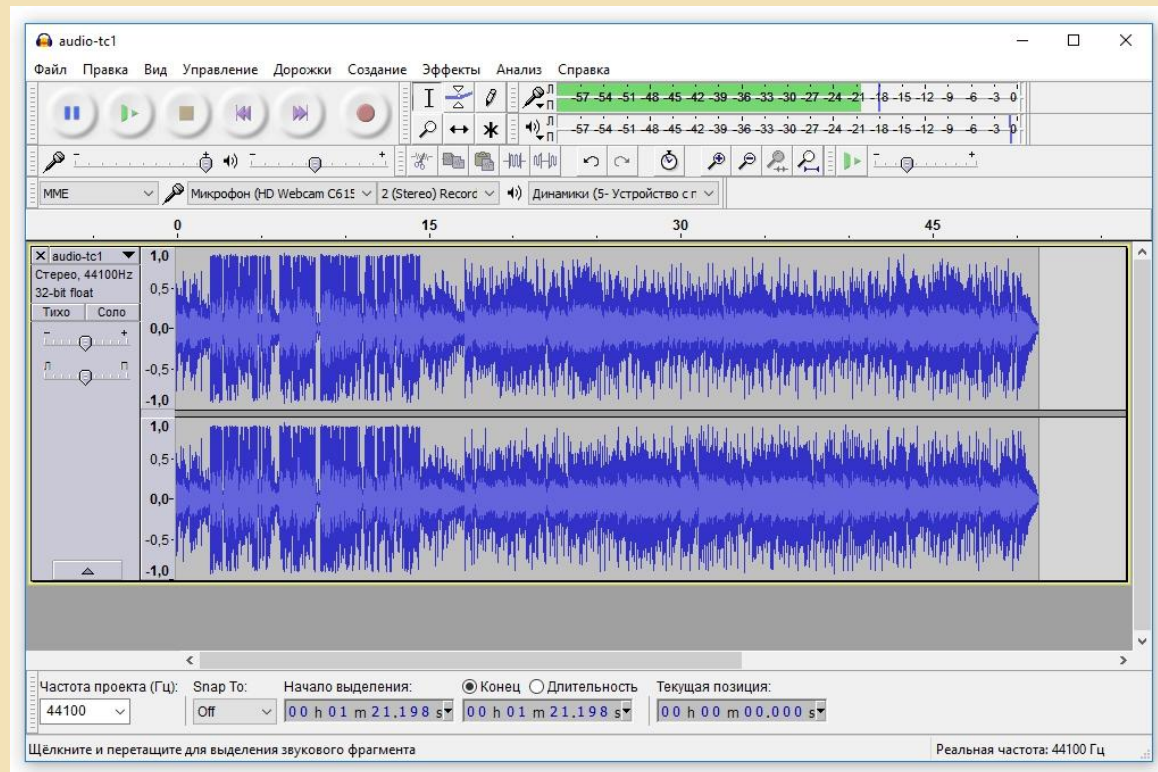 audio-tc1
Файл Правка Вид Управление Дорожки Создание Эффекты Анализ Справка
Л П -57 -54 -51 -48 -45 -42 -39 -36 -33 -30 -27 -24 -21 -18 -15 -12 -9 -6 -3 0
Л П -57 -54 -51 -48 -45 -42 -39 -36 -33 -30 -27 -24 -21 -18 -15 -12 -9 -6 -3 0
- + - + - +
MME Микрофон (HD Webcam C615 2 (Stereo) Record Динамики (5- Устройство с п
0 15 30 45
audio-tc1
Стерео, 44100Hz
32-bit float
Тихо Соло
- +
Л П
1,0
0,5
0,0
-0,5
-1,0
1,0
0,5
0,0
-0,5
-1,0
Частота проекта (Гц): Snap To: Начало выделения: Конец Длительность Текущая позиция:
44100 Off 00 h 01 m 21.198 s 00 h 01 m 21.198 s 00 h 00 m 00.000 s
Щёлкните и перетащите для выделения звукового фрагмента Реальная частота: 44100 Гц